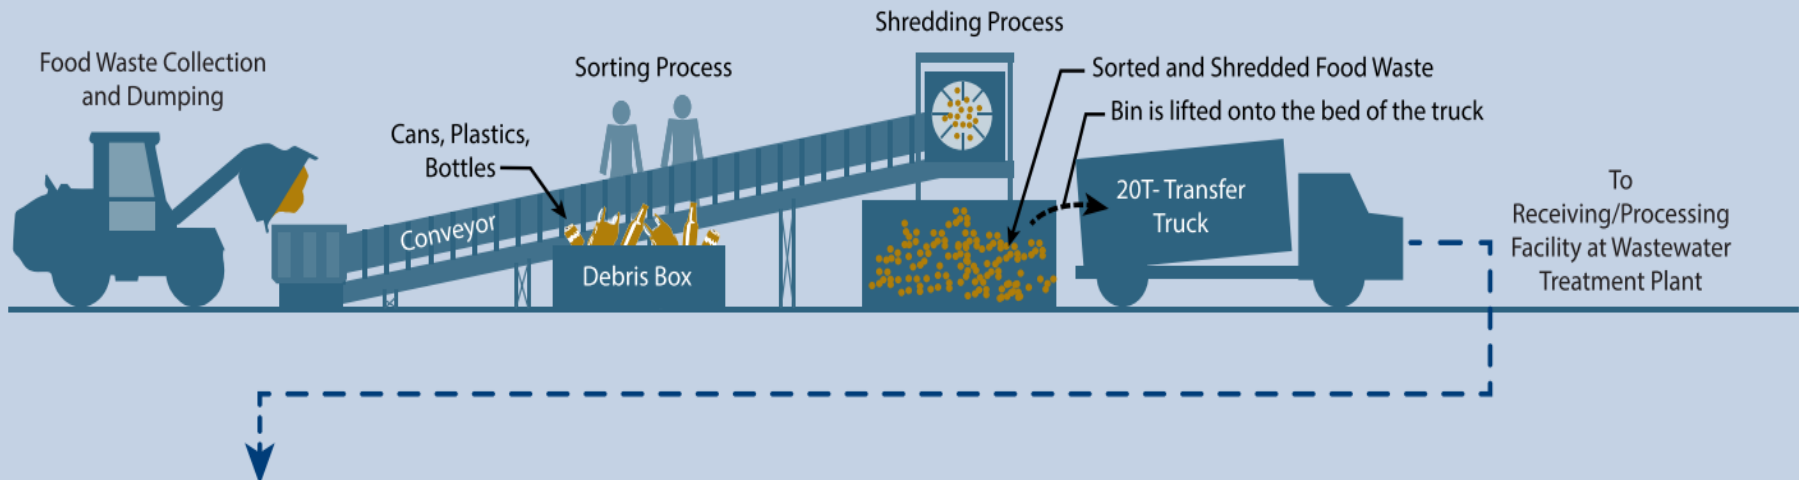 Food Waste Collection
and Dumping
Cans, Plastics,
Bottles
Conveyor
Sorting Process
Debris Box
Shredding Process
Sorted and Shredded Food Waste
Bin is lifted onto the bed of the truck
20T- Transfer
Truck
To
Receiving/Processing
Facility at Wastewater
Treatment Plant